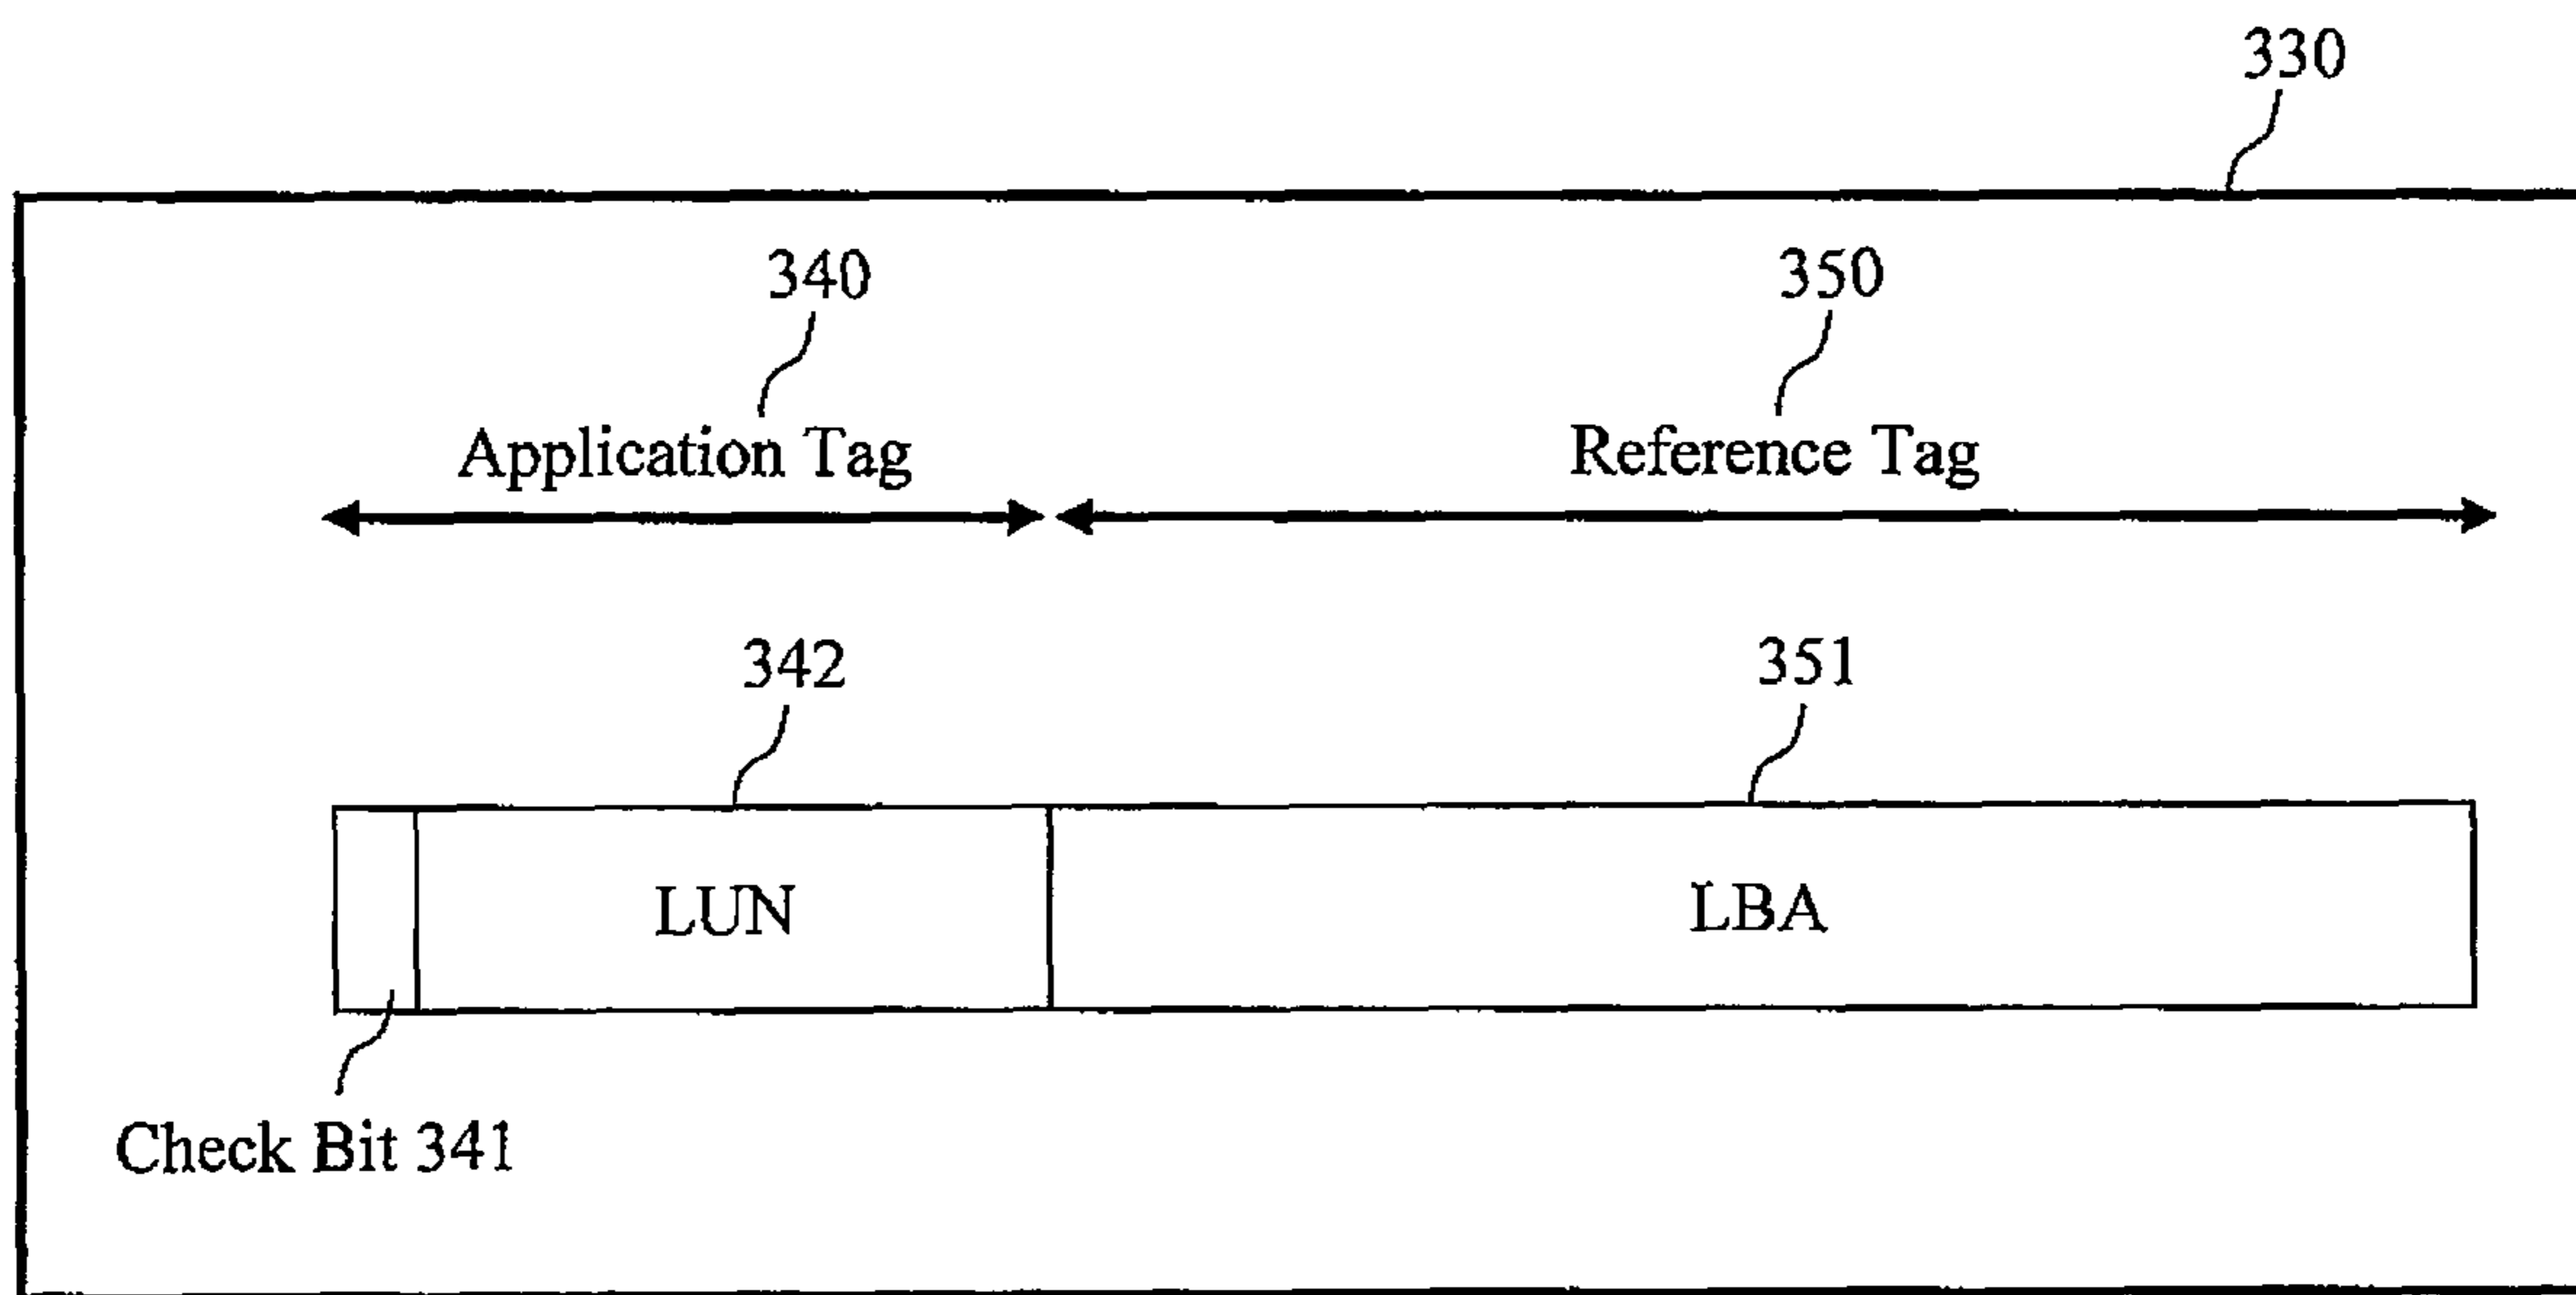 330
340
350
Application Tag
Reference Tag
342
351
LUN
LBA
Check Bit 341